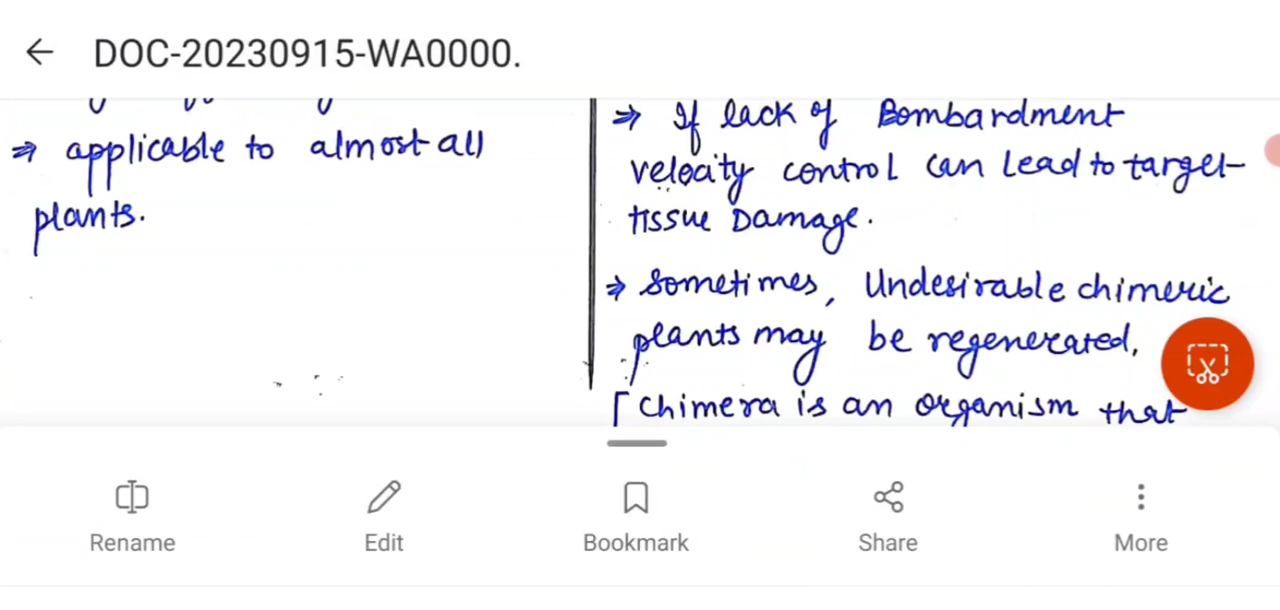 DOC-20230915-WA0000.
⇒ applicable to almost all
plants.
⇒ If lack of Bombardment
velocity control can lead to target
tissue Damage.
⇒ Sometimes, Undesirable chimeric
plants may be regenerated.
[ Chimera is an organism that
Rename
Edit
Bookmark
Share
More